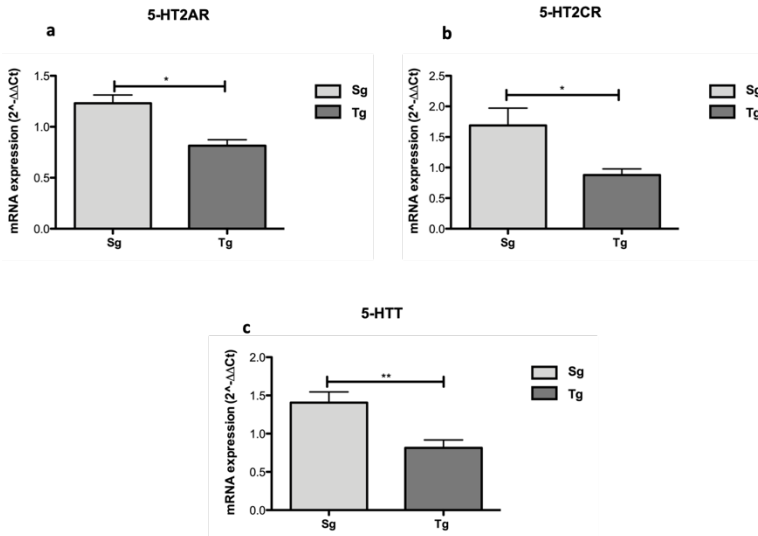 5-HT2AR
a
mRNA expression (2^-ΔΔCt)
1.5
1.0
0.5
0.0
*
Sg
Tg
Sg
Tg
5-HT2CR
b
mRNA expression (2^-ΔΔCt)
2.5
2.0
1.5
1.0
0.5
0.0
*
Sg
Tg
Sg
Tg
5-HTT
c
mRNA expression (2^-ΔΔCt)
2.0
1.5
1.0
0.5
0.0
**
Sg
Tg
Sg
Tg